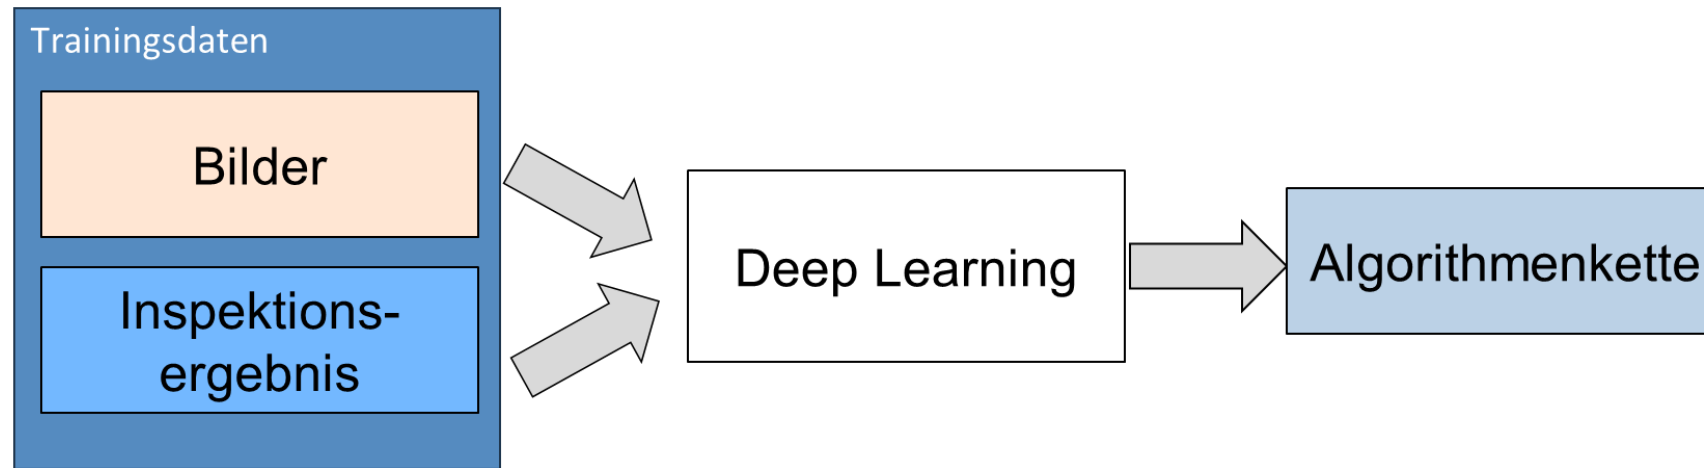 Trainingsdaten
Bilder
Inspektions-
ergebnis
Deep Learning
Algorithmenkette